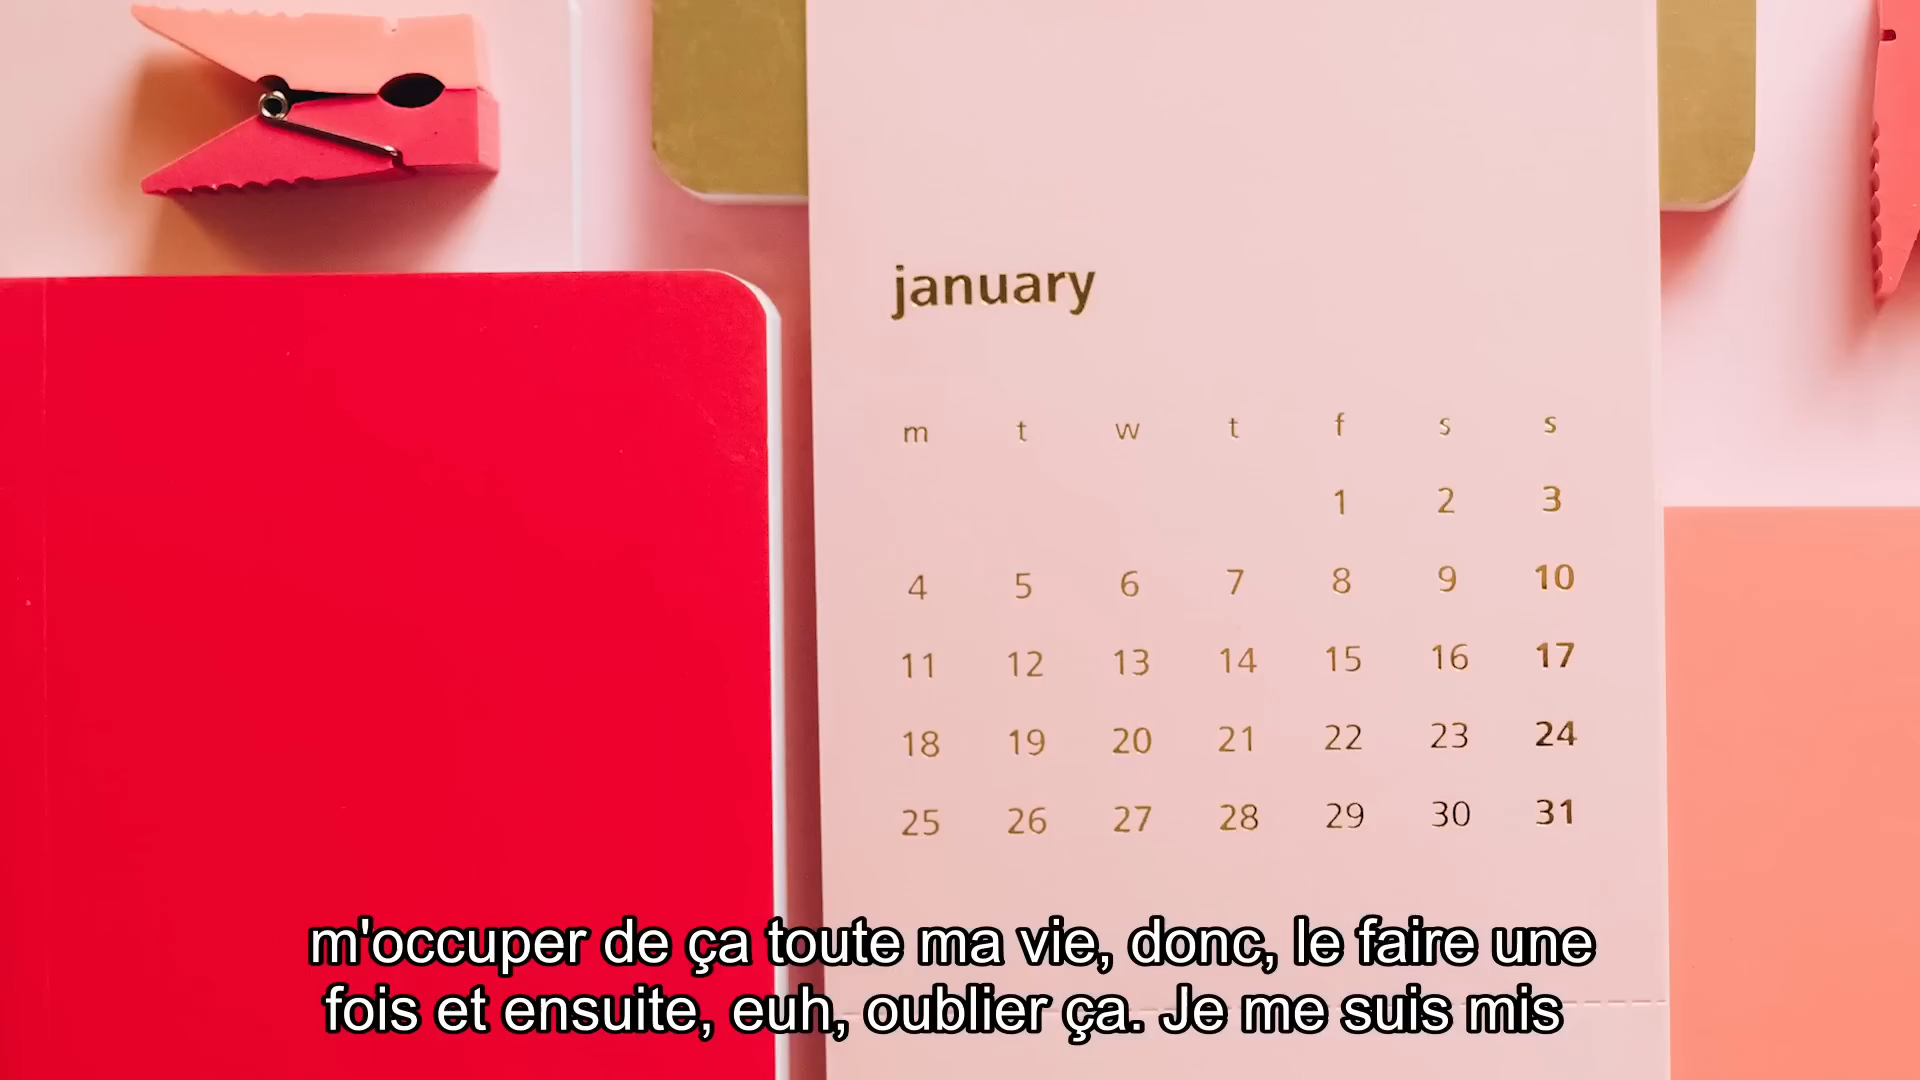 january
m t w t f s s
1 2 3
4 5 6 7 8 9 10
11 12 13 14 15 16 17
18 19 20 21 22 23 24
25 26 27 28 29 30 31
m'occuper de ça toute ma vie, donc, le faire une
fois et ensuite, euh, oublier ça. Je me suis mis